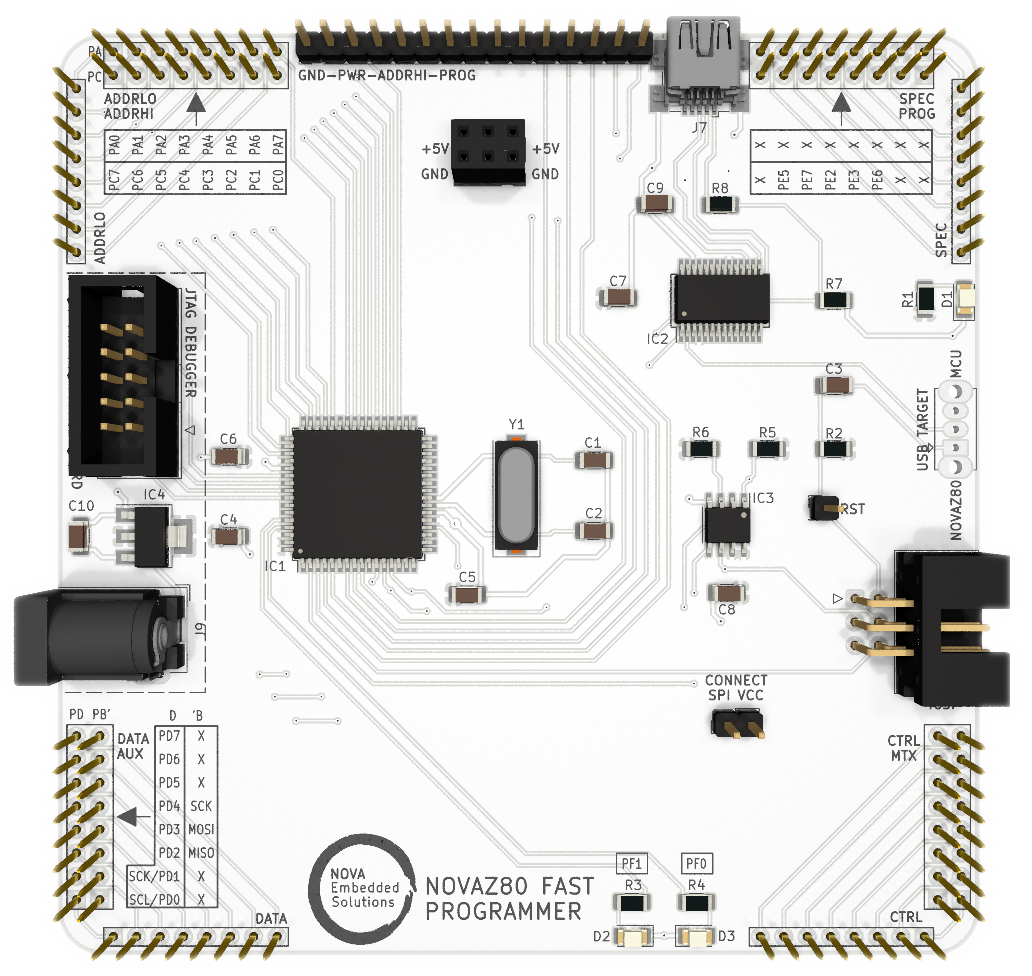 PA
PC
GND-PWR-ADDRHI-PROG
J7
ADDRLO
ADDRHI
SPEC
PROG
PA0 PA1 PA2 PA3 PA4 PA5 PA6 PA7
PC7 PC6 PC5 PC4 PC3 PC2 PC1 PC0
+5V +5V
GND GND
X X X X X X X X
X PE5 PE7 PE2 PE3 PE6 X X
C9 R8
ADDRLO
SPEC
C7
R7
R1
D1
IC2
JTAG DEBUGGER
C3
MCU
USB TARGET
NOVAZ80
Y1
C6
C1
R6 R5 R2
RD
C10
IC4
C4
C2
IC3
RST
IC1
C5
C8
J9
CONNECT
SPI VCC
PD PB' D 'B
DATA
AUX
PD7 X
PD6 X
PD5 X
PD4 SCK
PD3 MOSI
PD2 MISO
SCK/PD1 X
SCL/PD0 X
CTRL
MTX
NOVA
Embedded
Solutions
NOVAZ80 FAST
PROGRAMMER
PF1 PF0
R3 R4
DATA
CTRL
D2 D3